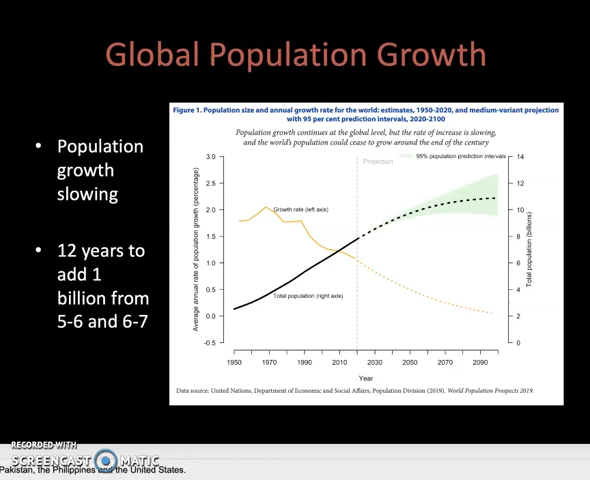 Global Population Growth
• Population
growth
slowing
• 12 years to
add 1
billion from
5-6 and 6-7
Figure 1. Population size and annual growth rate for the world: estimates, 1950-2020, and medium-variant projection
with 95 per cent prediction intervals, 2020-2100
Population growth continues at the global level, but the rate of increase is slowing,
and the world's population could cease to grow around the end of the century
Average annual rate of population growth (percentage)
3.0
2.5
2.0
1.5
1.0
0.5
0.0
-0.5
Projection
95% population prediction intervals
Growth rate (left axis)
Total population (right axis)
14
12
10
8
6
4
2
0
Total population (billions)
1950 1970 1990 2010 2030 2050 2070 2090
Year
Data source: United Nations, Department of Economic and Social Affairs, Population Division (2019). World Population Prospects 2019.
RECORDED WITH
SCREENCAST MATIC
Pakistan, the Philippines and the United States.